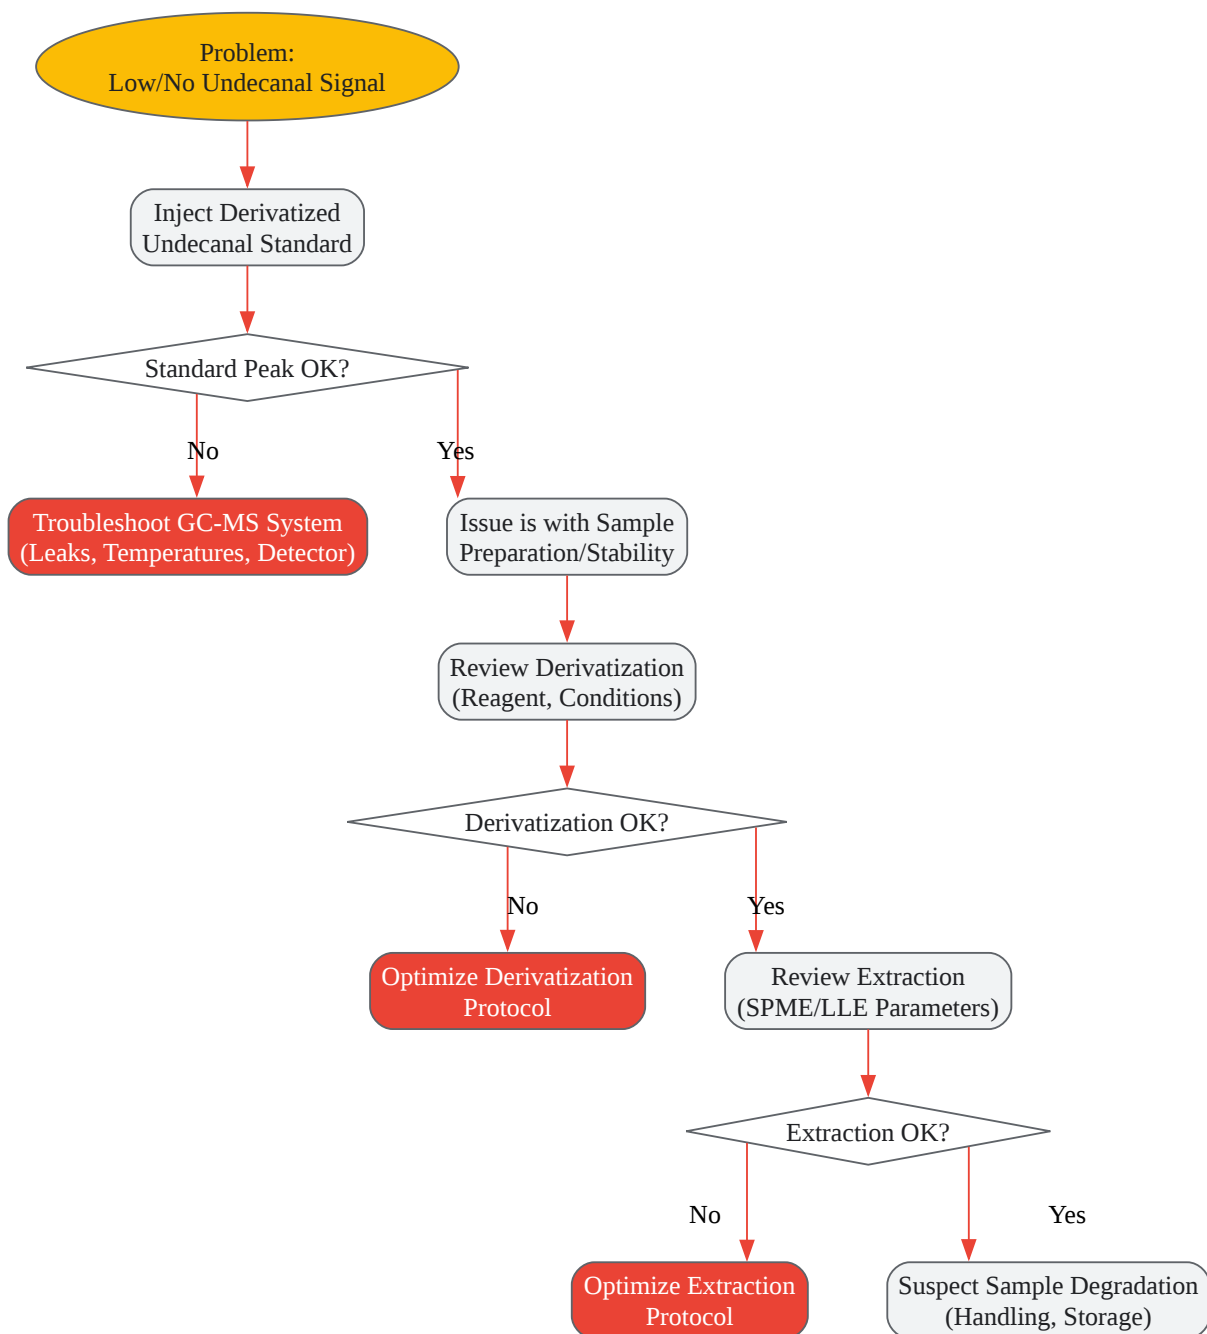 Problem:
Low/No Undecanal Signal
Inject Derivatized
Undecanal Standard
Standard Peak OK?
No
Yes
Troubleshoot GC-MS System
(Leaks, Temperatures, Detector)
Issue is with Sample
Preparation/Stability
Review Derivatization
(Reagent, Conditions)
Derivatization OK?
No
Yes
Optimize Derivatization
Protocol
Review Extraction
(SPME/LLE Parameters)
Extraction OK?
No
Yes
Optimize Extraction
Protocol
Suspect Sample Degradation
(Handling, Storage)